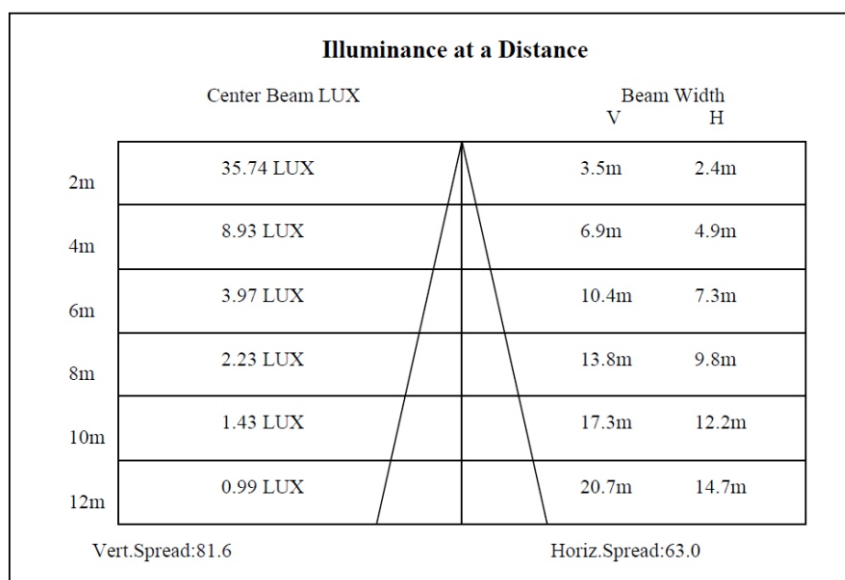 Illuminance at a Distance
Center Beam LUX Beam Width
V H
2m 35.74 LUX 3.5m 2.4m
4m 8.93 LUX 6.9m 4.9m
6m 3.97 LUX 10.4m 7.3m
8m 2.23 LUX 13.8m 9.8m
10m 1.43 LUX 17.3m 12.2m
12m 0.99 LUX 20.7m 14.7m
Vert.Spread:81.6 Horiz.Spread:63.0